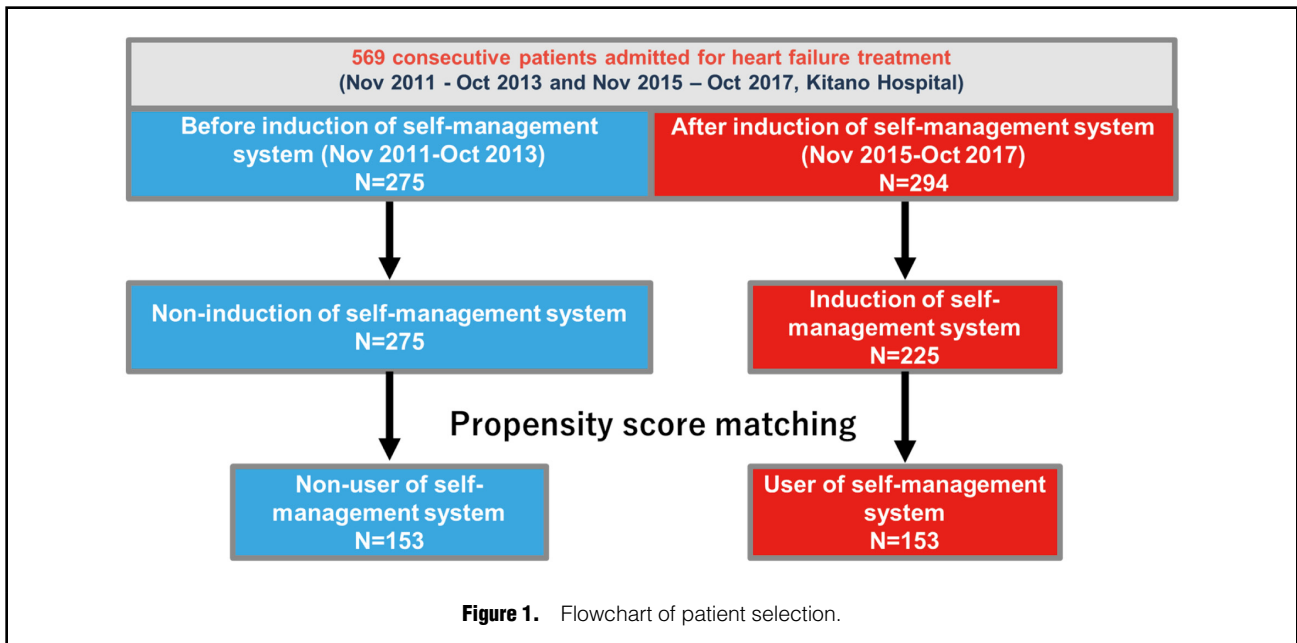 569 consecutive patients admitted for heart failure treatment
(Nov 2011 - Oct 2013 and Nov 2015 – Oct 2017, Kitano Hospital)
Before induction of self-management
system (Nov 2011-Oct 2013)
N=275
After induction of self-management system
(Nov 2015-Oct 2017)
N=294
Non-induction of self-management system
N=275
Induction of self-
management system
N=225
Propensity score matching
Non-user of self-
management system
N=153
User of self-management
system
N=153
Figure 1. Flowchart of patient selection.